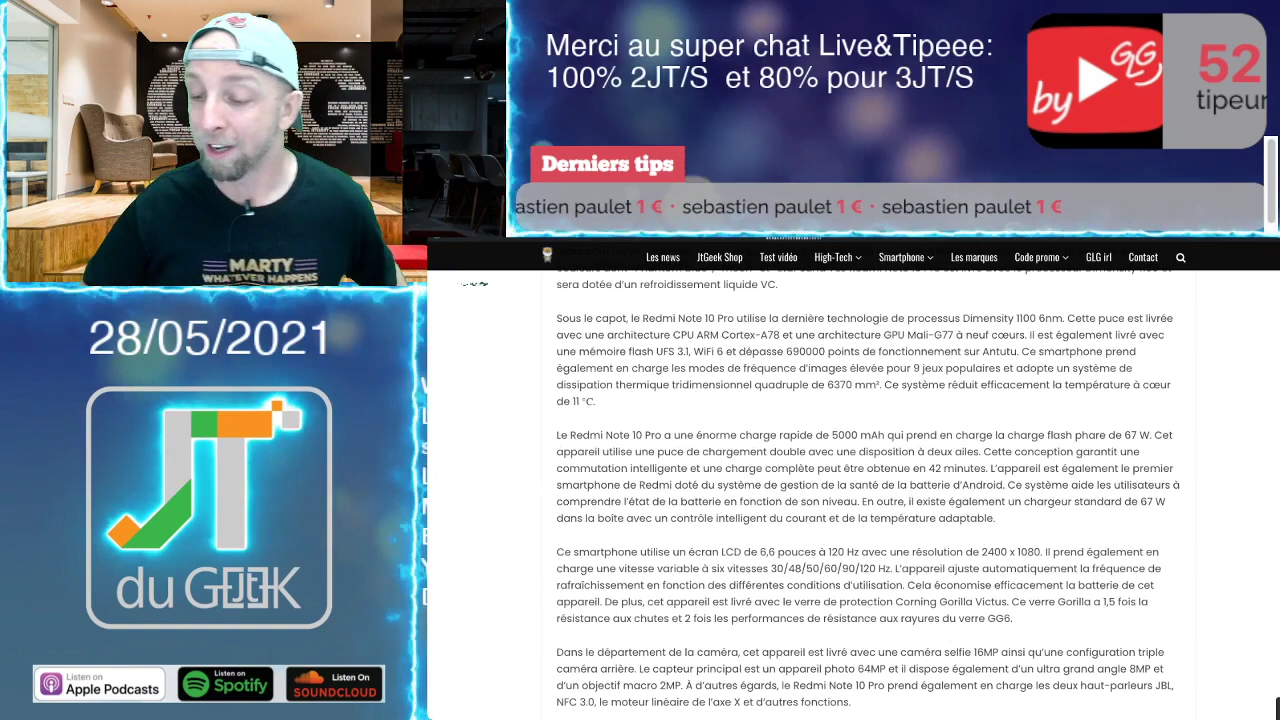 Merci au super chat Live&Tipeee:
100% 2JT/S et 50% pour 3JT/S
by GG
52
tipeur
Derniers tips
astien paulet 1 € · sebastien paulet 1 € · sebastien paulet 1 €
MARTY
WHATEVER HAPPENS
28/05/2021
JT
du GEEK
Listen on
Apple Podcasts
Listen on
Spotify
Listen On
SOUNDCLOUD
news
JtGeek Shop
Test vidéo
High-Tech
Les marques
Code promo
SLG irl
Contact
sera dotée d'un refroidissement liquide VC.
Sous le capot, le Redmi Note 10 Pro utilise la dernière technologie de processus Dimensity 1100 6nm. Cette puce est livrée
avec une architecture CPU ARM Cortex-A78 et une architecture GPU Mali-G77 à neuf cœurs. Il est également livré avec
une mémoire flash UFS 3.1, WiFi 6 et dépasse 690000 points de fonctionnement sur Antutu. Ce smartphone prend
également en charge les modes de fréquence d'images élevée pour 9 jeux populaires et adopte un système de
dissipation thermique tridimensionnel quadruple de 6370 mm². Ce système réduit efficacement la température à cœur
de 11 °C.
Le Redmi Note 10 Pro a une énorme charge rapide de 5000 mAh qui prend en charge la charge flash phare de 67 W. Cet
appareil utilise une puce de chargement double avec une disposition à deux ailes. Cette conception garantit une
commutation intelligente et une charge complète peut être obtenue en 42 minutes. L'appareil est également le premier
smartphone de Redmi doté du système de gestion de la santé de la batterie d'Android. Ce système aide les utilisateurs à
comprendre l'état de la batterie en fonction de son niveau. En outre, il existe également un chargeur standard de 67 W
dans la boîte avec un contrôle intelligent du courant et de la température adaptable.
Ce smartphone utilise un écran LCD de 6,6 pouces à 120 Hz avec une résolution de 2400 x 1080. Il prend également en
charge une vitesse variable à six vitesses 30/48/50/60/90/120 Hz. L'appareil ajuste automatiquement la fréquence de
rafraîchissement en fonction des différentes conditions d'utilisation. Cela économise efficacement la batterie de cet
appareil. De plus, cet appareil est livré avec le verre de protection Corning Gorilla Victus. Ce verre Gorilla a 1,5 fois la
résistance aux chutes et 2 fois les performances de résistance aux rayures du verre GG6.
Dans le département de la caméra, cet appareil est livré avec une caméra selfie 16MP ainsi qu'une configuration triple
caméra arrière. Le tireur principal est un appareil photo 64MP et il existe également d'un ultra grand angle 8MP et
d'un objectif macro 2MP. À d'autres égards, le Redmi Note 10 Pro prend également en charge les deux haut-parleurs JBL,
NFC 3.0, le moteur linéaire de l'axe X et d'autres fonctions.